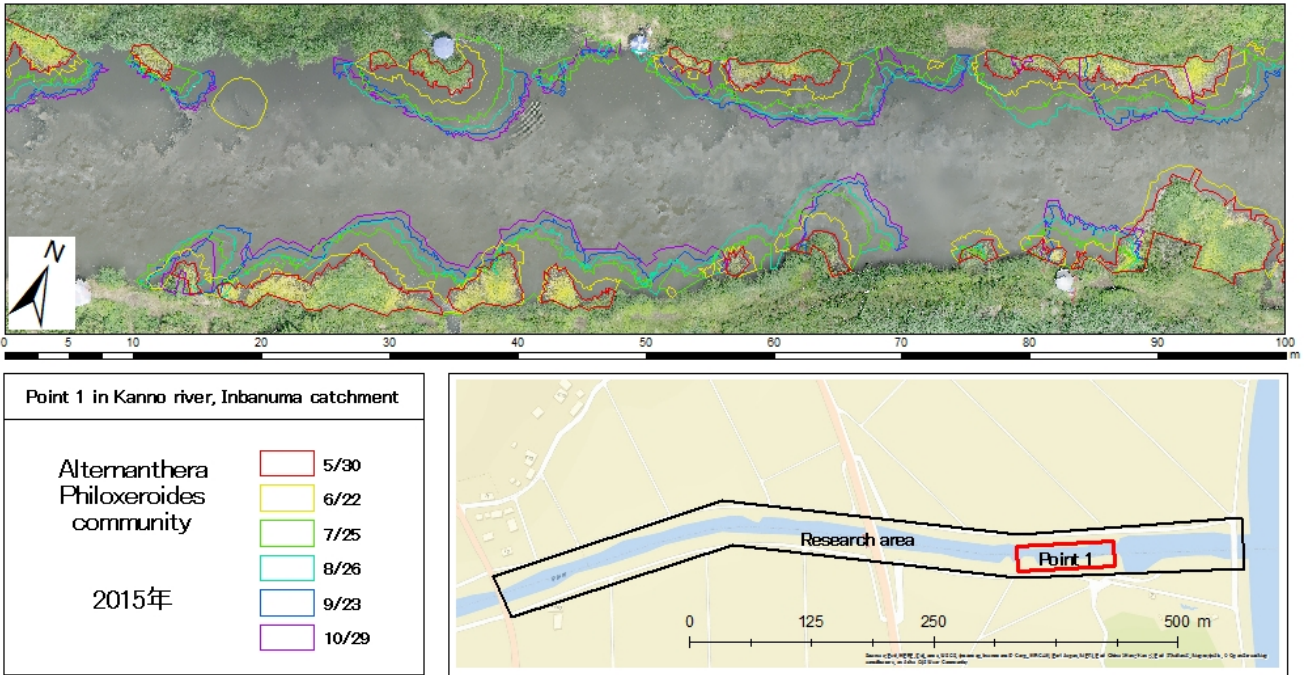 N
0 5 10 20 30 40 50 60 70 80 90 100
m
Point 1 in Kanno river, Inbanuma catchment
Alternanthera
Philoxeroides
community
2015年
5/30
6/22
7/25
8/26
9/23
10/29
Research area
Point 1
0 125 250 500 m